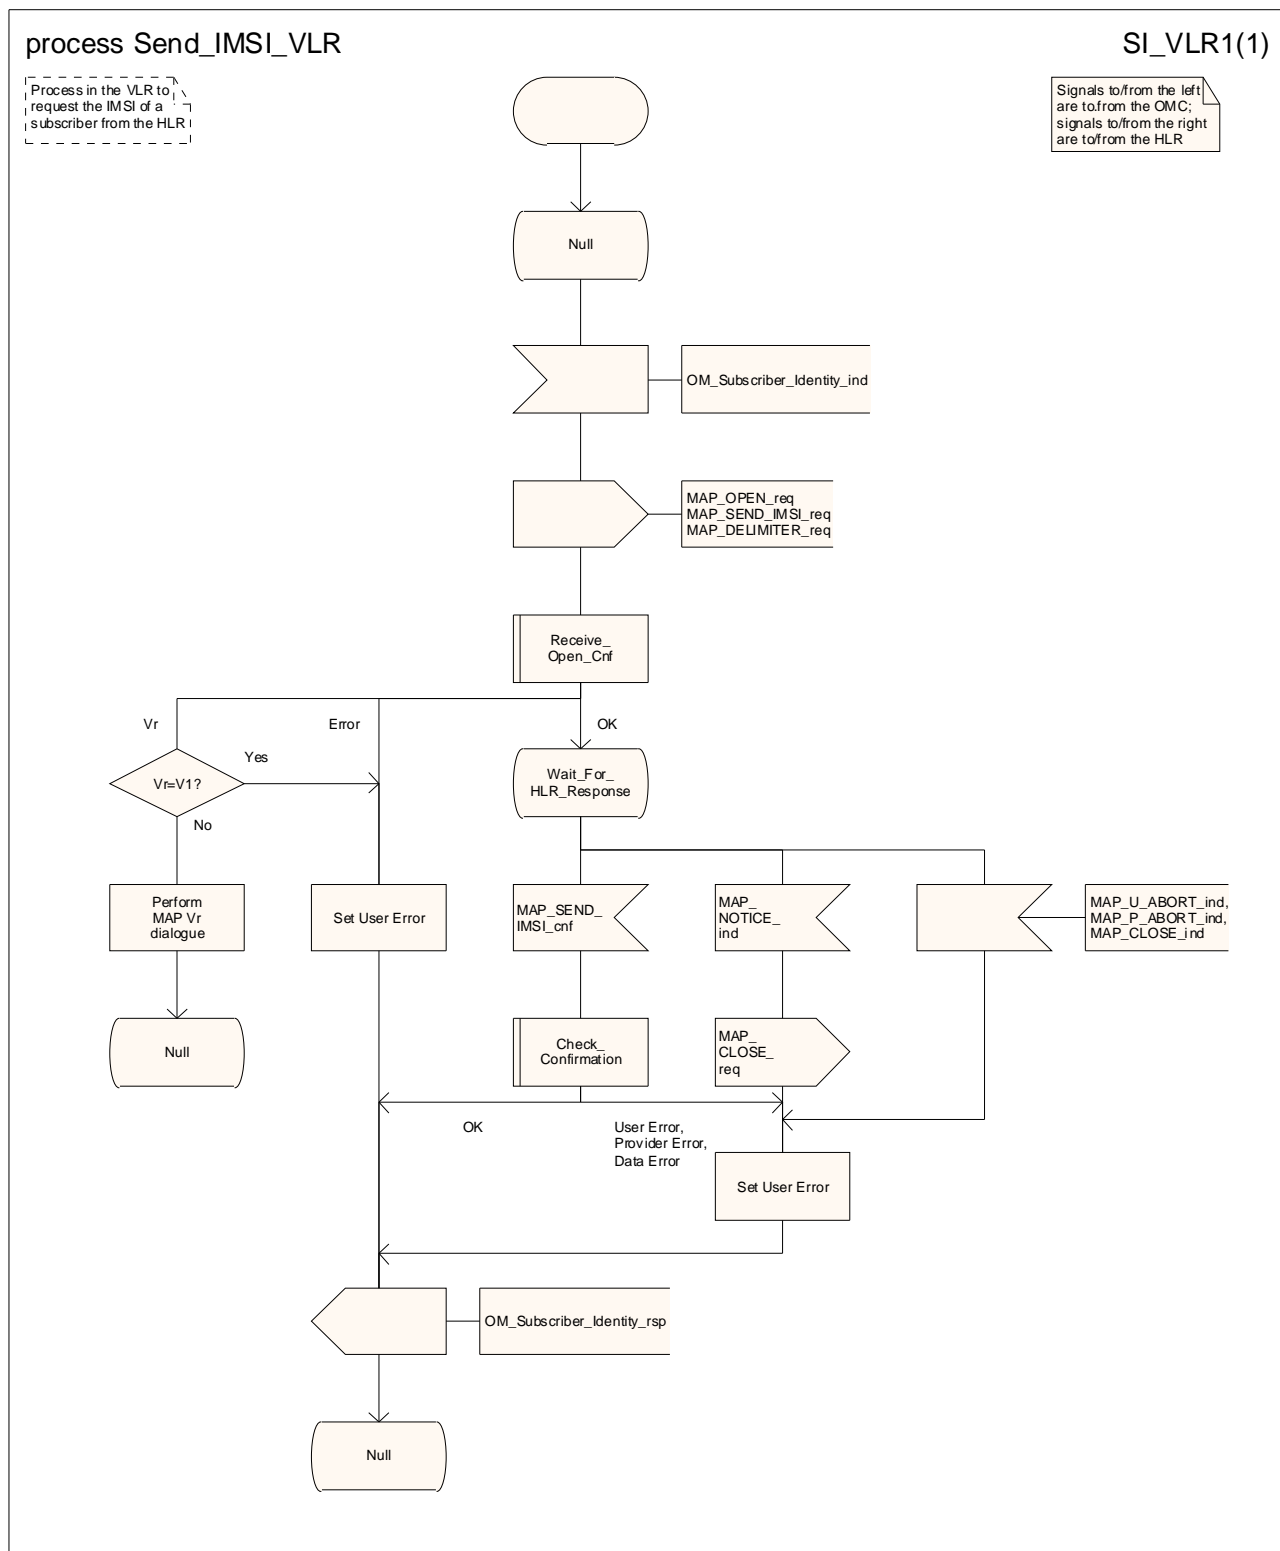 process Send_IMSI_VLR
SI_VLR1(1)
Process in the VLR to
request the IMSI of a
subscriber from the HLR
Signals to/from the left
are to.from the OMC;
signals to/from the right
are to/from the HLR
Null
OM_Subscriber_Identity_ind
MAP_OPEN_req
MAP_SEND_IMSI_req
MAP_DELIMITER_req
Receive_
Open_Cnf
Vr
Error
OK
Yes
Vr=V1?
Wait_For_
HLR_Response
No
Perform
MAP Vr
dialogue
Set User Error
MAP_SEND_
IMSI_cnf
MAP_
NOTICE_
ind
MAP_U_ABORT_ind,
MAP_P_ABORT_ind,
MAP_CLOSE_ind
Null
Check_
Confirmation
MAP_
CLOSE_
req
OK
User Error,
Provider Error,
Data Error
Set User Error
OM_Subscriber_Identity_rsp
Null